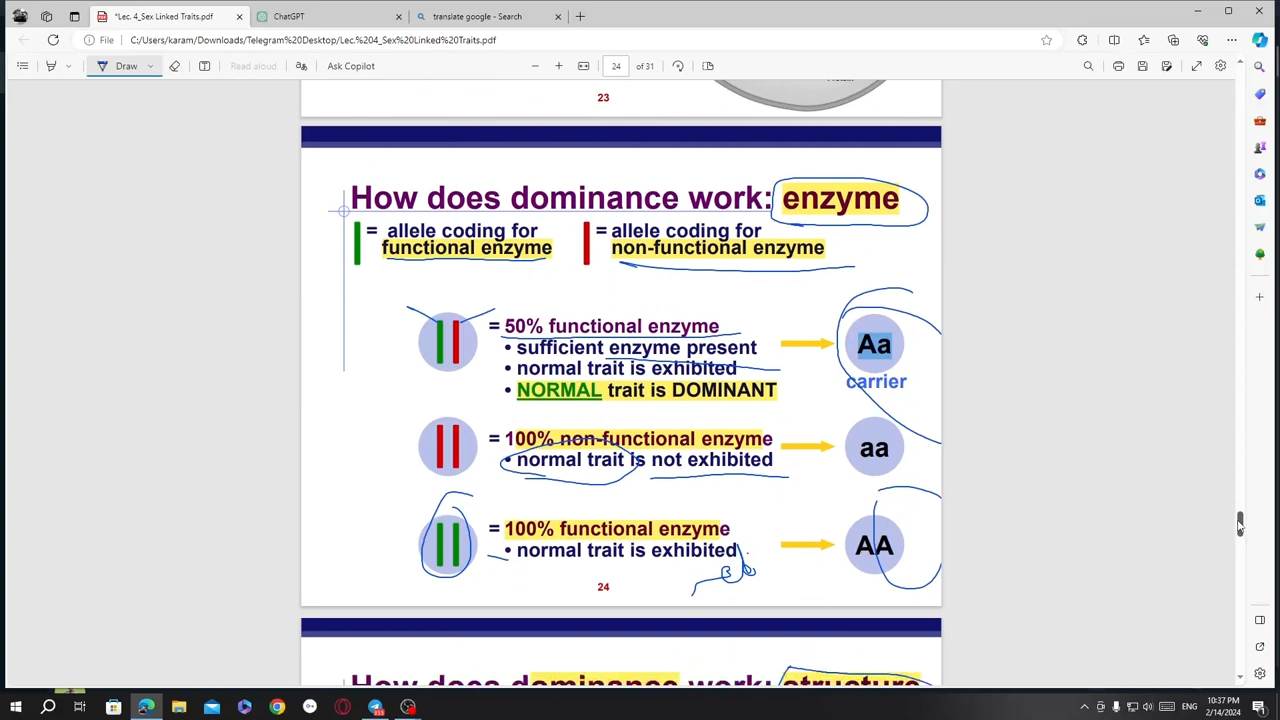 *Lec. 4_Sex Linked Traits.pdf
ChatGPT
translate google - Search
File
C:/Users/karam/Downloads/Telegram%20Desktop/Lec.%204_Sex%20Linked%20Traits.pdf
Draw
Read aloud
Ask Copilot
24 of 31
23
How does dominance work: enzyme
= allele coding for
functional enzyme
= allele coding for
non-functional enzyme
= 50% functional enzyme
• sufficient enzyme present
• normal trait is exhibited
• NORMAL trait is DOMINANT
Aa
carrier
= 100% non-functional enzyme
• normal trait is not exhibited
aa
= 100% functional enzyme
• normal trait is exhibited
AA
24
How does dominance work: structure
ENG
10:37 PM
2/14/2024